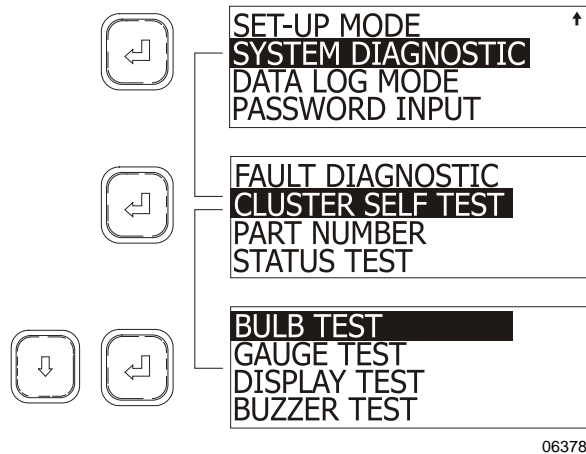 SET-UP MODE
SYSTEM DIAGNOSTIC
DATA LOG MODE
PASSWORD INPUT
FAULT DIAGNOSTIC
CLUSTER SELF TEST
PART NUMBER
STATUS TEST
BULB TEST
GAUGE TEST
DISPLAY TEST
BUZZER TEST
06378